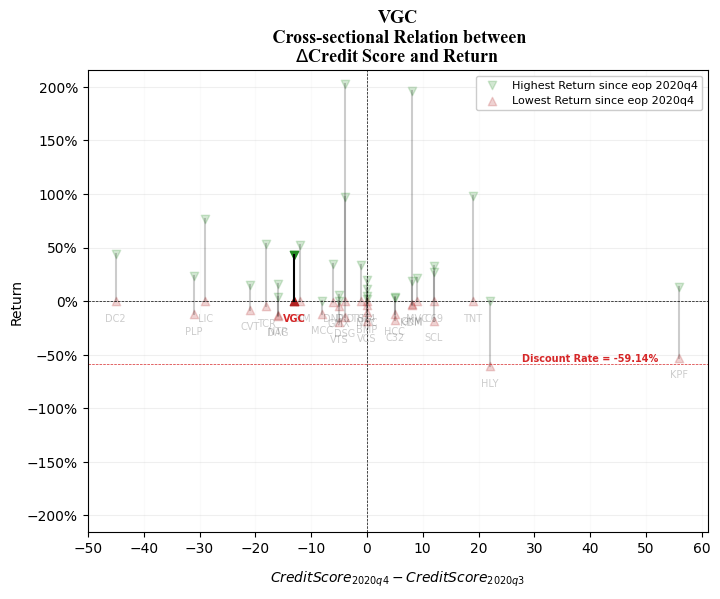 VGC
Cross-sectional Relation between
ΔCredit Score and Return
Highest Return since eop 2020q4
Lowest Return since eop 2020q4
Return
200%
150%
100%
50%
0%
−50%
−100%
−150%
−200%
DC2
PLP
LIC
CVT
VGC
MCC
VTS
DSG
VCS
HCC
C32
SCL
TNT
HLY
KPF
Discount Rate = -59.14%
−50
−40
−30
−20
−10
0
10
20
30
40
50
60
CreditScore2020q4 − CreditScore2020q3